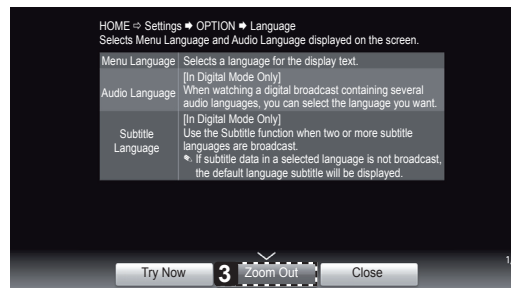 HOME ⇨ Settings ➡ OPTION ➡ Language
Selects Menu Language and Audio Language displayed on the screen.
Menu Language Selects a language for the display text.
Audio Language
[In Digital Mode Only]
When watching a digital broadcast containing several
audio languages, you can select the language you want.
Subtitle
Language
[In Digital Mode Only]
Use the Subtitle function when two or more subtitle
languages are broadcast.
✎ If subtitle data in a selected language is not broadcast,
the default language subtitle will be displayed.
Try Now 3 Zoom Out Close